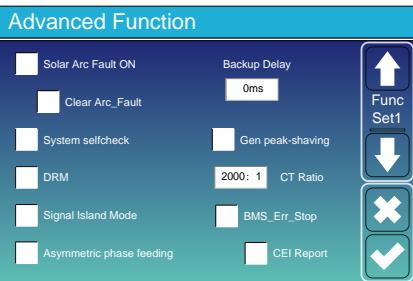 Advanced Function
Solar Arc Fault ON
Backup Delay
Clear Arc_Fault
0ms
Func
Set1
System selfcheck
Gen peak-shaving
DRM
2000: 1
CT Ratio
Signal Island Mode
BMS_Err_Stop
Asymmetric phase feeding
CEI Report